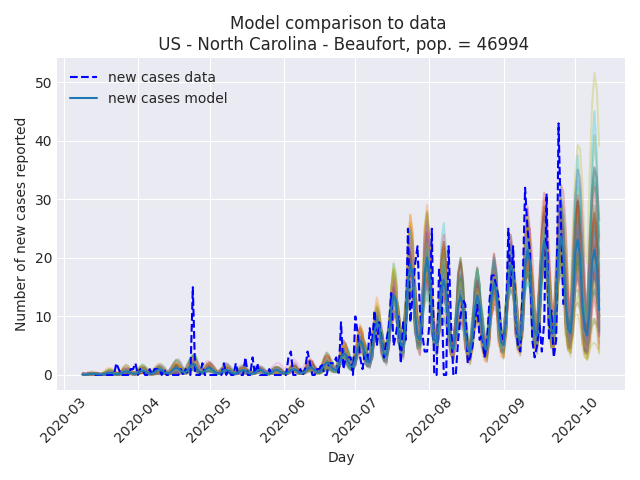 Model comparison to data
US - North Carolina - Beaufort, pop. = 46994
new cases data
new cases model
Number of new cases reported
50
40
30
20
10
0
2020-03
2020-04
2020-05
2020-06
2020-07
2020-08
2020-09
2020-10
Day